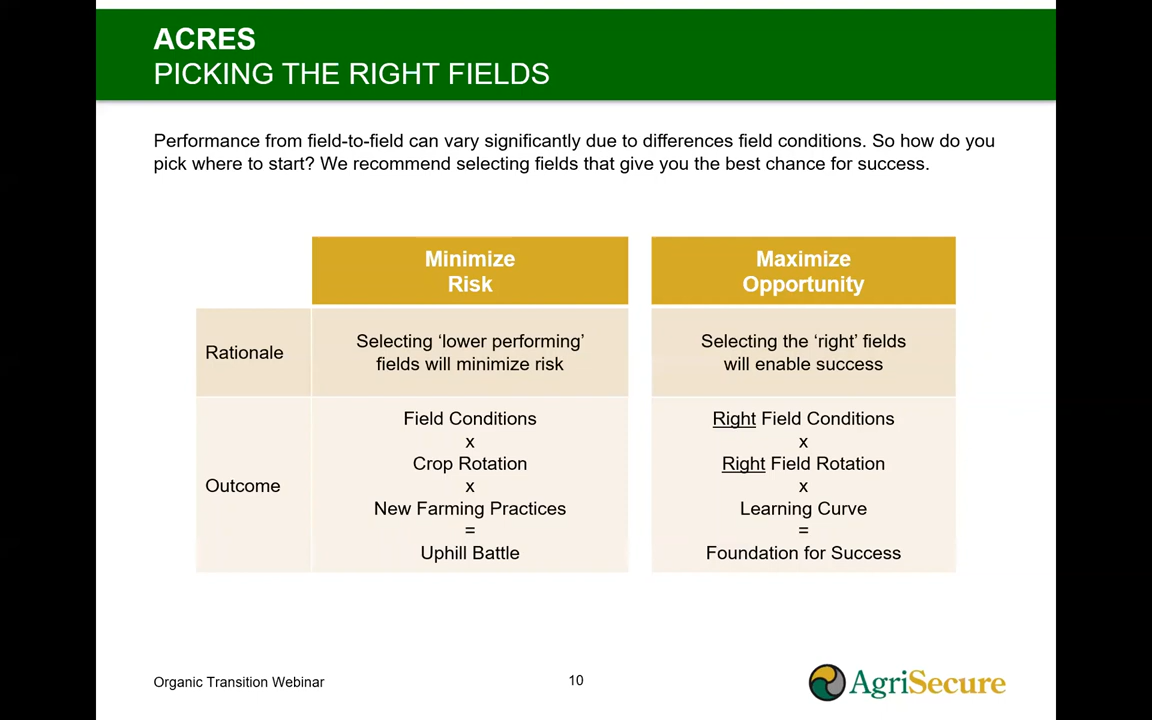 ACRES
PICKING THE RIGHT FIELDS
Performance from field-to-field can vary significantly due to differences field conditions. So how do you
pick where to start? We recommend selecting fields that give you the best chance for success.
Minimize
Risk
Maximize
Opportunity
Rationale
Selecting ‘lower performing’
fields will minimize risk
Selecting the ‘right’ fields
will enable success
Outcome
Field Conditions
x
Crop Rotation
x
New Farming Practices
=
Uphill Battle
Right Field Conditions
x
Right Field Rotation
x
Learning Curve
=
Foundation for Success
Organic Transition Webinar
10
AgriSecure